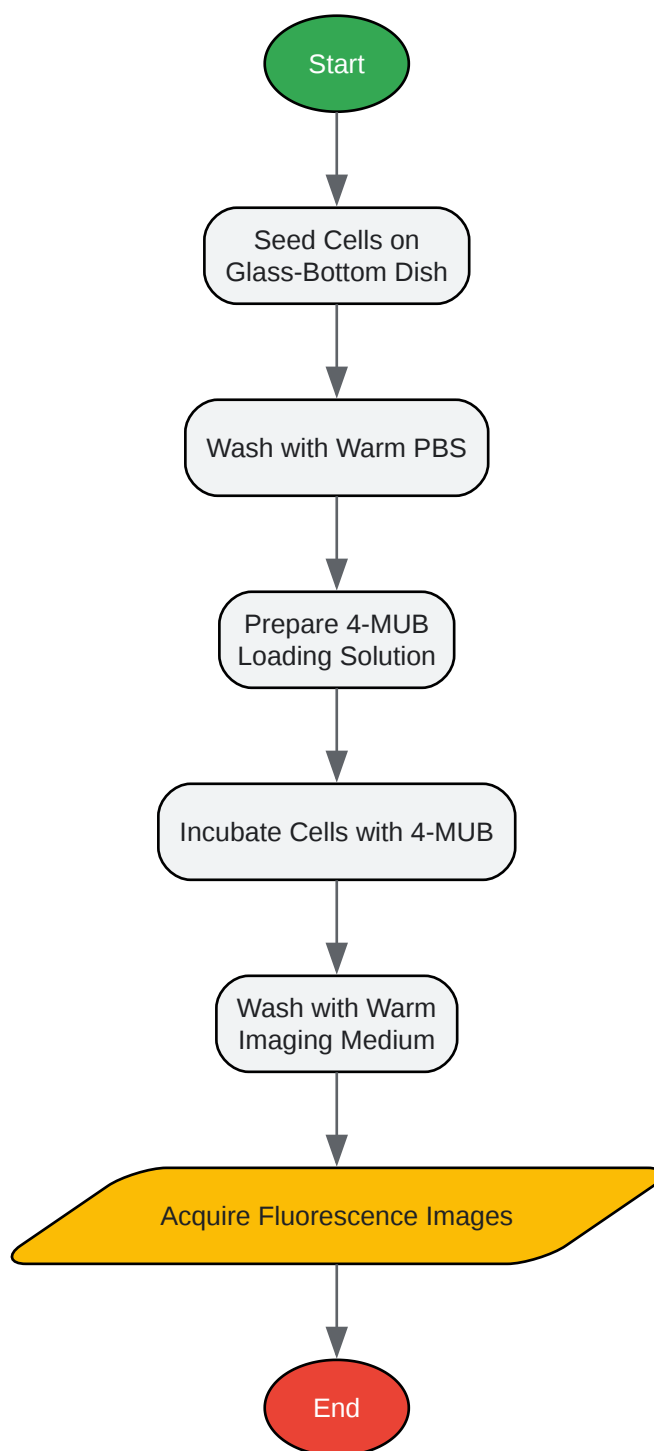 Start
Seed Cells on
Glass-Bottom Dish
Wash with Warm PBS
Prepare 4-MUB
Loading Solution
Incubate Cells with 4-MUB
Wash with Warm
Imaging Medium
Acquire Fluorescence Images
End